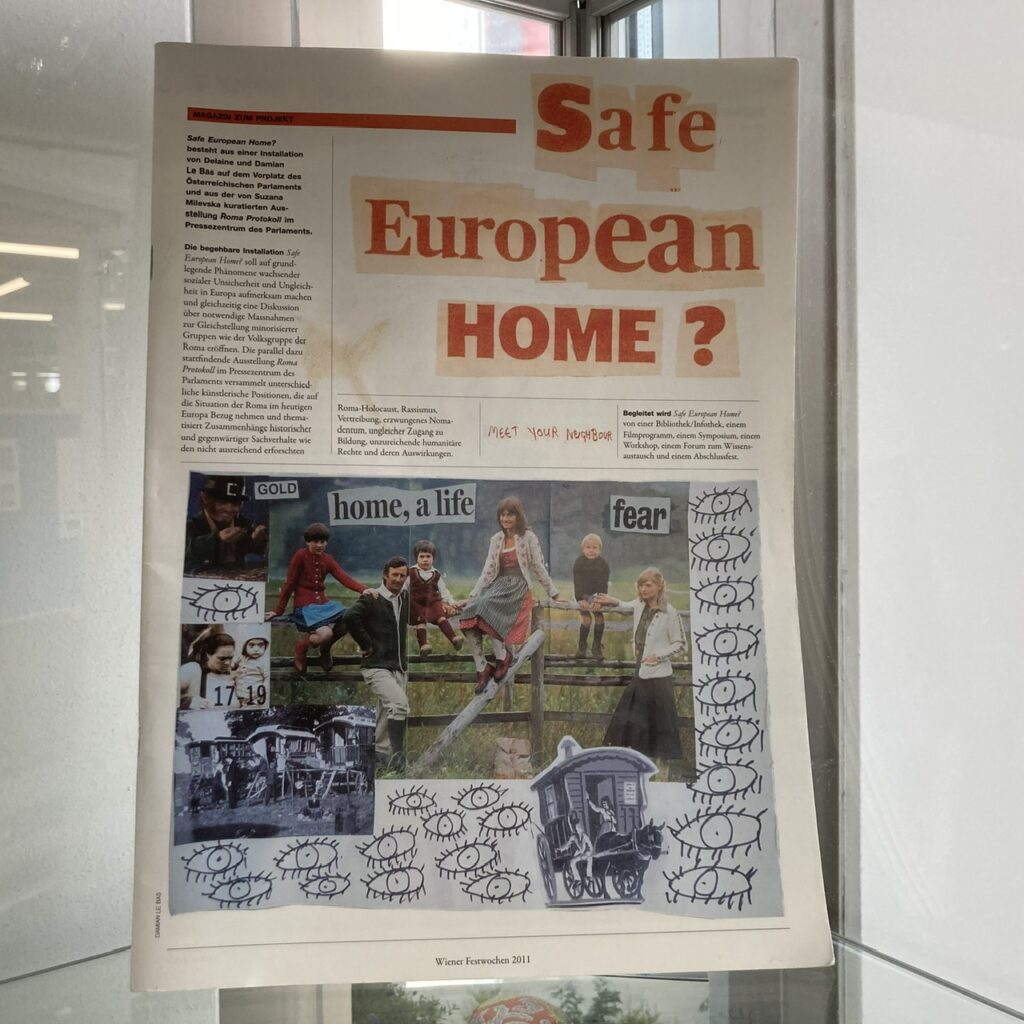 MAGAZIN ZUM PROJEKT
Safe
European
HOME ?
Safe European Home?
besteht aus einer Installation
von Delaine und Damian
Le Bas auf dem Vorplatz des
Österreichischen Parlaments
und aus der von Suzana
Milevska kuratierten Aus-
stellung Roma Protokoll im
Pressezentrum des Parlaments.
Die begehbare Installation Safe
European Home? soll auf grund-
legende Phänomene wachsender
sozialer Unsicherheit und Ungleich-
heit in Europa aufmerksam machen
und gleichzeitig eine Diskussion
über notwendige Massnahmen
zur Gleichstellung minorisierter
Gruppen wie der Volksgruppe der
Roma eröffnen. Die parallel dazu
stattfindende Ausstellung Roma
Protokoll im Pressezentrum des
Parlaments versammelt unterschied-
liche künstlerische Positionen, die auf
die Situation der Roma im heutigen
Europa Bezug nehmen und thema-
tisiert Zusammenhänge historischer
und gegenwärtiger Sachverhalte wie
den nicht ausreichend erforschten
Roma-Holocaust, Rassismus,
Vertreibung, erzwungenes Noma-
dentum, ungleicher Zugang zu
Bildung, unzureichende humanitäre
Rechte und deren Auswirkungen.
MEET YOUR NEIGHBOUR
Begleitet wird Safe European Home?
von einer Bibliothek/Infothek, einem
Filmprogramm, einem Symposium, einem
Workshop, einem Forum zum Wissens-
austausch und einem Abschlussfest.
GOLD
home, a life
fear
17-19
DAMIAN LE BAS
Wiener Festwochen 2011